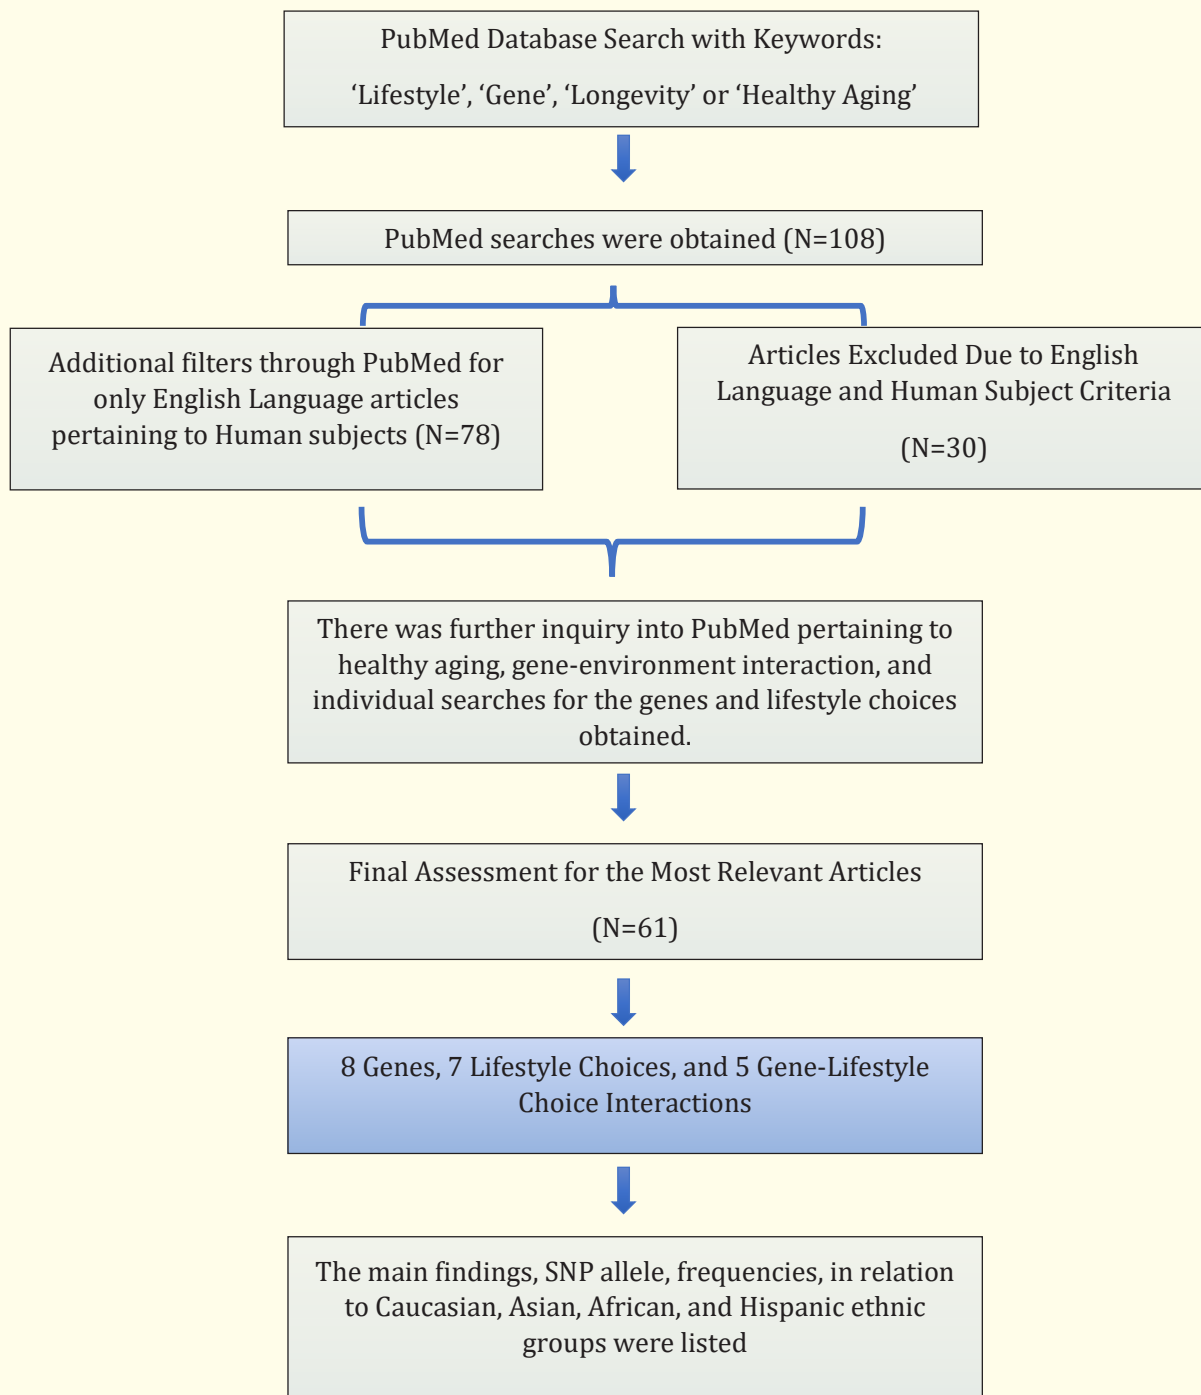 PubMed Database Search with Keywords:
‘Lifestyle’, ‘Gene’, ‘Longevity’ or ‘Healthy Aging’
PubMed searches were obtained (N=108)
Additional filters through PubMed for
only English Language articles
pertaining to Human subjects (N=78)
Articles Excluded Due to English
Language and Human Subject Criteria
(N=30)
There was further inquiry into PubMed pertaining to
healthy aging, gene-environment interaction, and
individual searches for the genes and lifestyle choices
obtained.
Final Assessment for the Most Relevant Articles
(N=61)
8 Genes, 7 Lifestyle Choices, and 5 Gene-Lifestyle
Choice Interactions
The main findings, SNP allele, frequencies, in relation
to Caucasian, Asian, African, and Hispanic ethnic
groups were listed